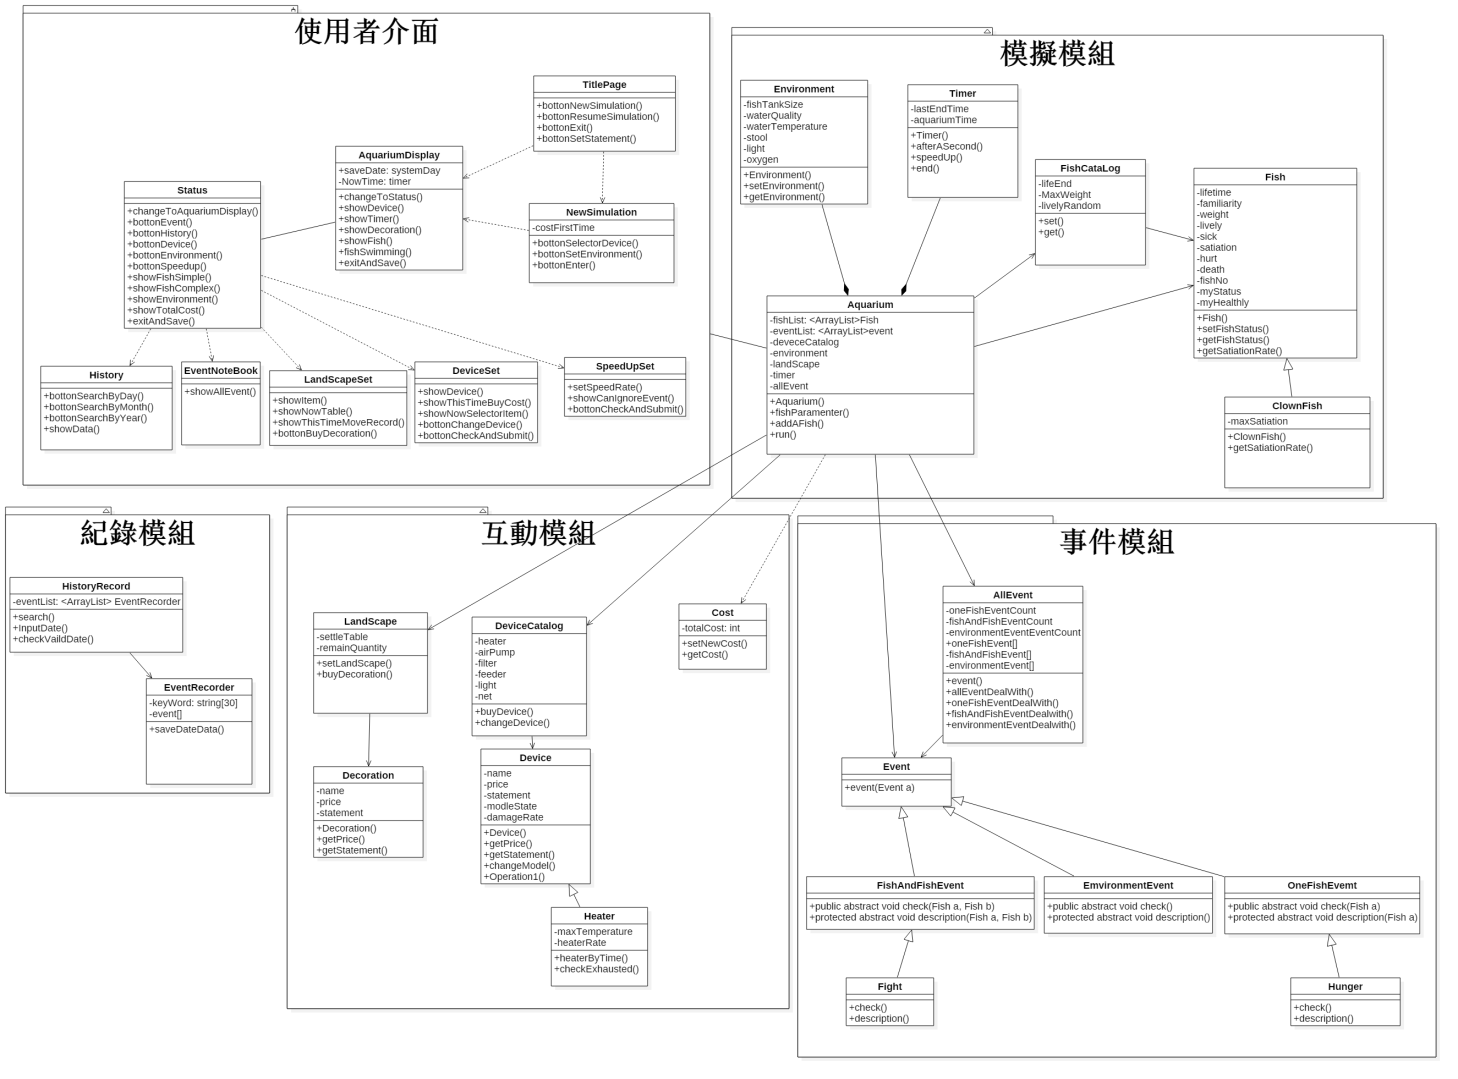 使用者介面
TitlePage
+bottonNewSimulation()
+bottonResumeSimulation()
+bottonExit()
+bottonSetStatement()
AquariumDisplay
+saveDate: systemDay
-NowTime: timer
+changeToStatus()
+showDevice()
+showTimer()
+showDecoration()
+showFish()
+fishSwimming()
+exitAndSave()
Status
+changeToAquariumDisplay()
+bottonEvent()
+bottonHistory()
+bottonDevice()
+bottonEnvironment()
+bottonSpeedup()
+showFishSimple()
+showFishComplex()
+showEnvironment()
+showTotalCost()
+exitAndSave()
NewSimulation
-costFirstTime
+bottonSelectorDevice()
+bottonSetEnvironment()
+bottonEnter()
History
+bottonSearchByDay()
+bottonSearchByMonth()
+bottonSearchByYear()
+showData()
EventNoteBook
+showAllEvent()
LandScapeSet
+showItem()
+showNowTable()
+showThisTimeMoveRecord()
+bottonBuyDecoration()
DeviceSet
+showDevice()
+showThisTimeBuyCost()
+showNowSelectorItem()
+bottonChangeDevice()
+bottonCheckAndSubmit()
SpeedUpSet
+setSpeedRate()
+showCanIgnoreEvent()
+bottonCheckAndSubmit()
模擬模組
Environment
-fishTankSize
-waterQuality
-waterTemperature
-stool
-light
-oxygen
+Environment()
+setEnvironment()
+getEnvironment()
Timer
-lastEndTime
-aquariumTime
+Timer()
+afterASecond()
+speedUp()
+end()
FishCataLog
-lifeEnd
-MaxWeight
-livelyRandom
+set()
+get()
Fish
-lifetime
-familiarity
-weight
-lively
-sick
-satiation
-hurt
-death
-fishNo
-myStatus
-myHealthly
+Fish()
+setFishStatus()
+getFishStatus()
+getSatiationRate()
Aquarium
-fishList: <ArrayList>Fish
-eventList: <ArrayList>event
-deveceCatalog
-environment
-landScape
-timer
-allEvent
+Aquarium()
+fishParamenter()
+addAFish()
+run()
ClownFish
-maxSatiation
+ClownFish()
+getSatiationRate()
紀錄模組
HistoryRecord
-eventList: <ArrayList> EventRecorder
+search()
+InputDate()
+checkVaildDate()
EventRecorder
-keyWord: string[30]
-event[]
+saveDateData()
互動模組
LandScape
-settleTable
-remainQuantity
+setLandScape()
+buyDecoration()
DeviceCatalog
-heater
-airPump
-filter
-feeder
-light
-net
+buyDevice()
+changeDevice()
Cost
-totalCost: int
+setNewCost()
+getCost()
Decoration
-name
-price
-statement
+Decoration()
+getPrice()
+getStatement()
Device
-name
-price
-statement
-modleState
-damageRate
+Device()
+getPrice()
+getStatement()
+changeModel()
+Operation1()
Heater
-maxTemperature
-heaterRate
+heaterByTime()
+checkExhausted()
事件模組
AllEvent
-oneFishEventCount
-fishAndFishEventCount
-environmentEventEventCount
+oneFishEvent[]
-fishAndFishEvent[]
-environmentEvent[]
+event()
+allEventDealWith()
+oneFishEventDealWith()
+fishAndFishEventDealwith()
+environmentEventDealwith()
Event
+event(Event a)
FishAndFishEvent
+public abstract void check(Fish a, Fish b)
+protected abstract void description(Fish a, Fish b)
EmvironmentEvent
+public abstract void check()
+protected abstract void description()
OneFishEvemt
+public abstract void check(Fish a)
+protected abstract void description(Fish a)
Fight
+check()
+description()
Hunger
+check()
+description()